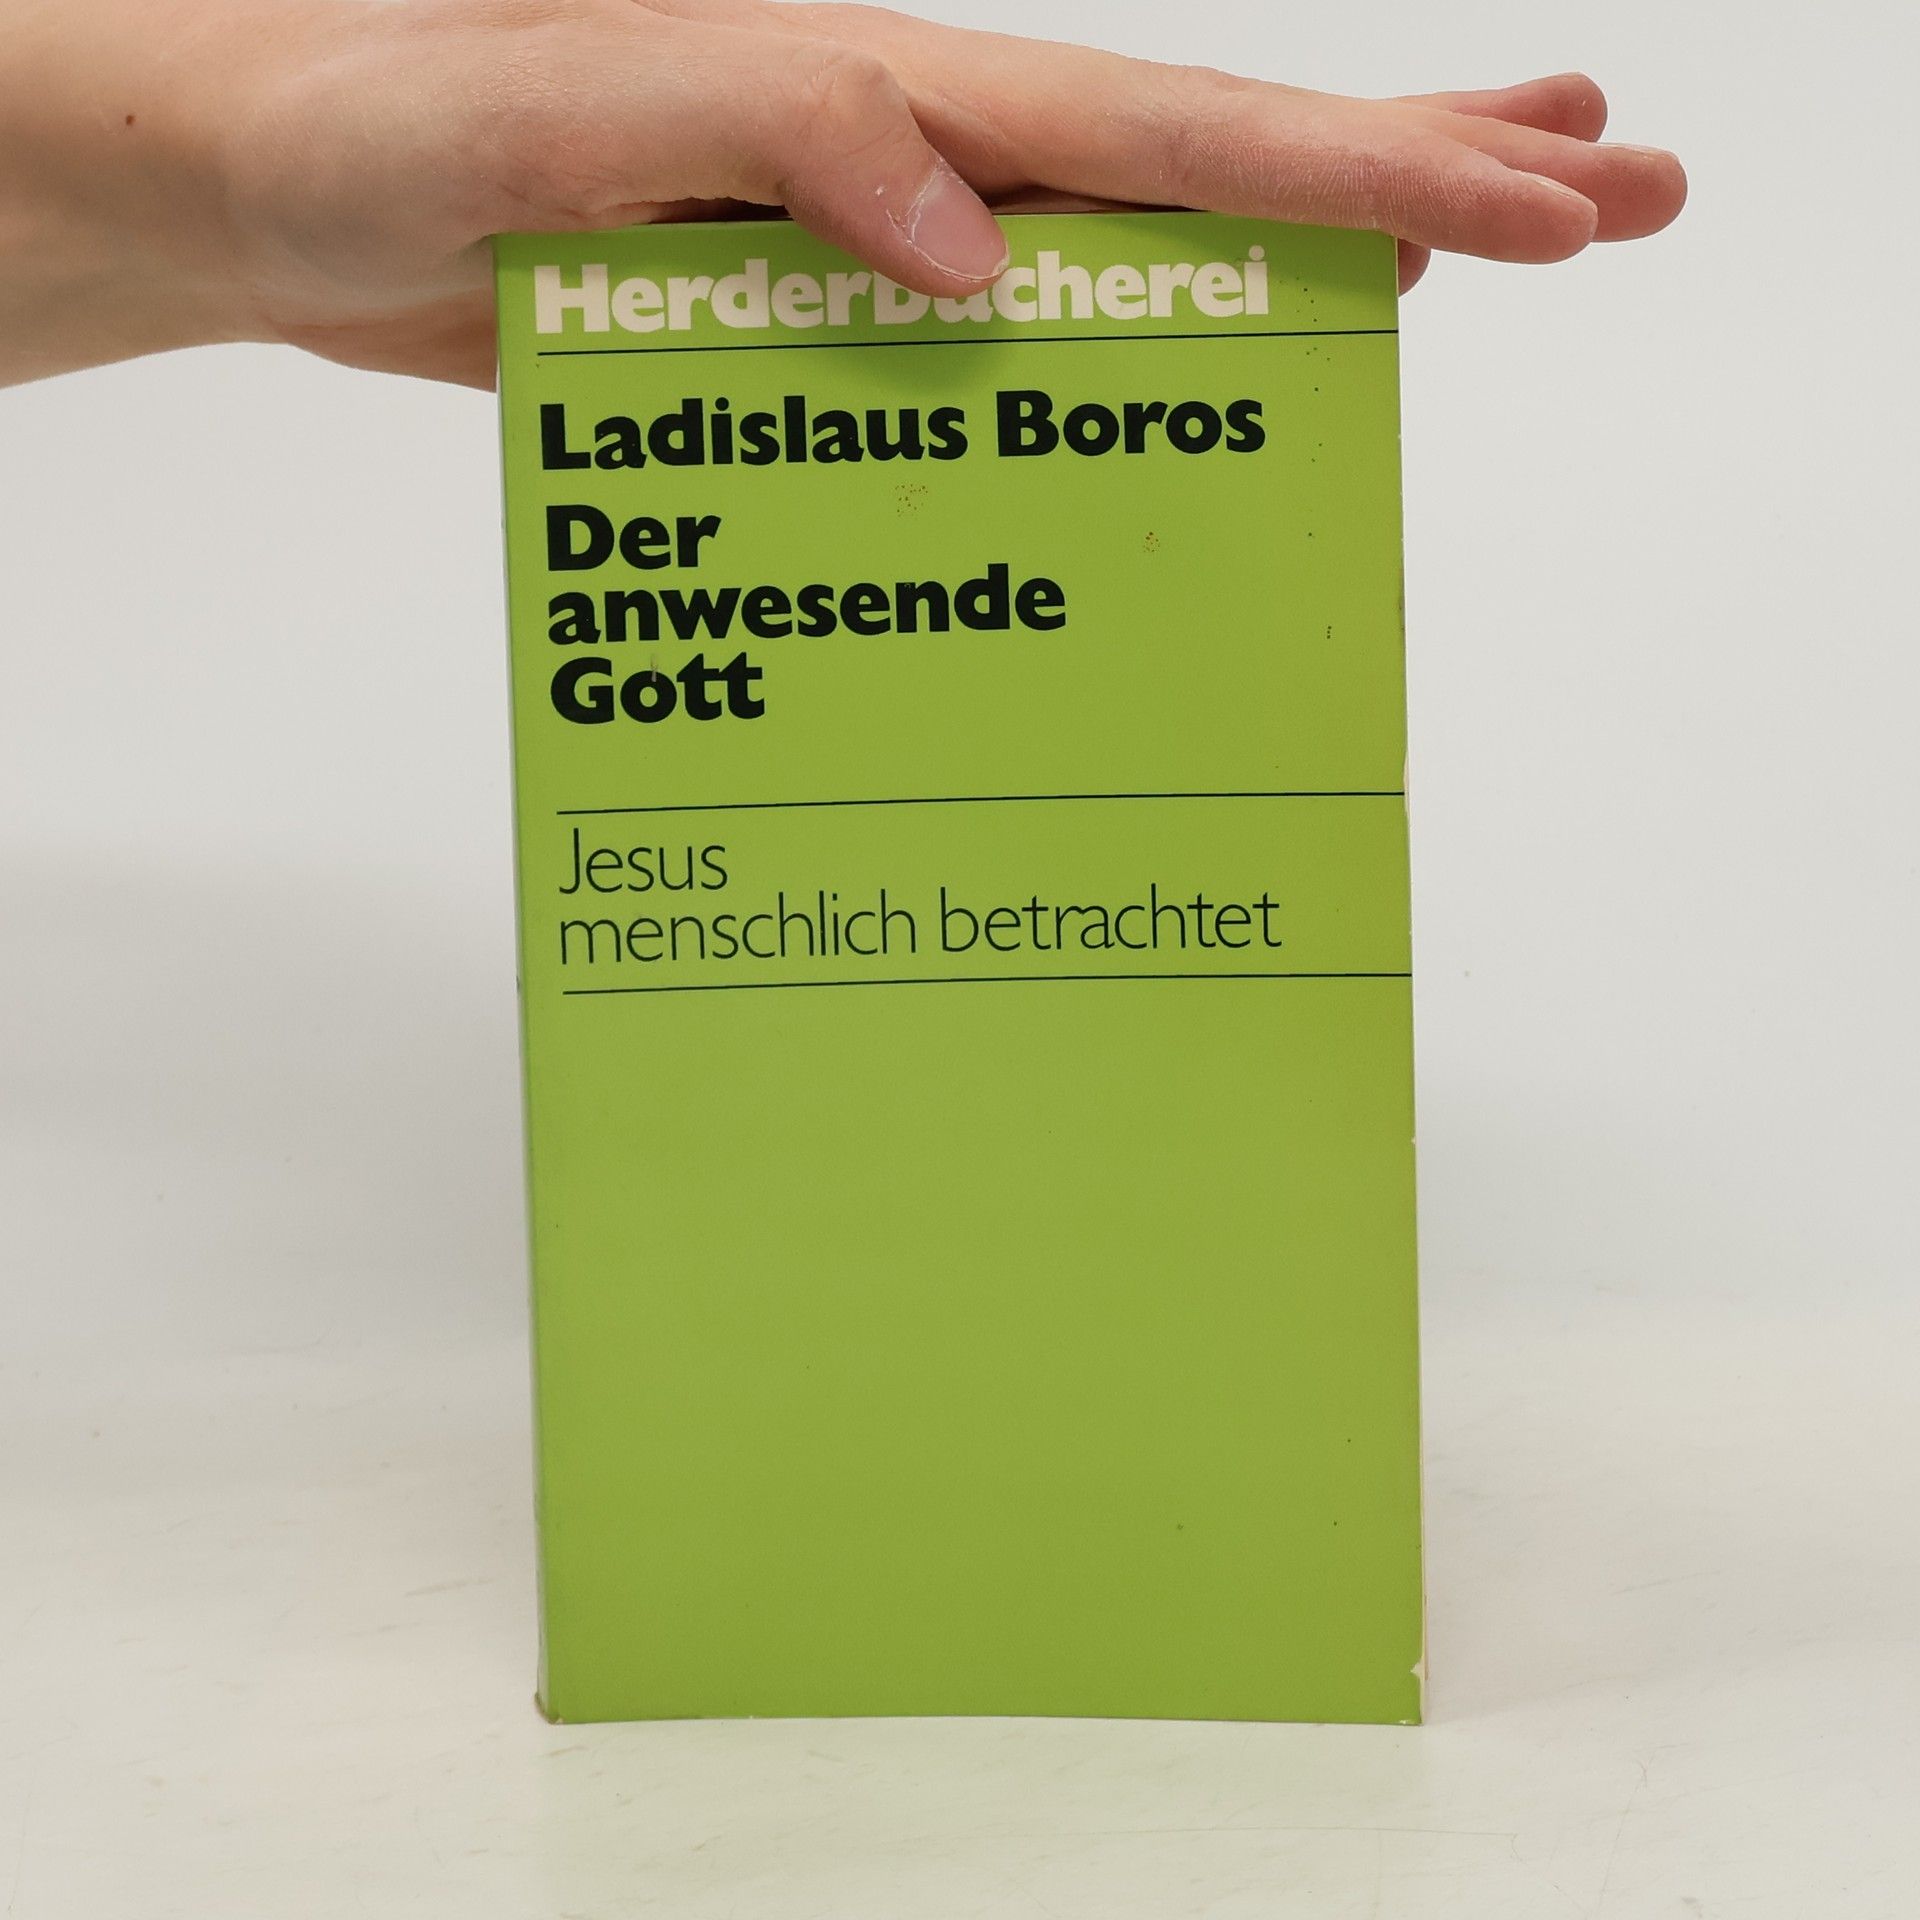 Herderbücherei
Ladislaus Boros
Der
anwesende
Gott
Jesus
menschlich betrachtet